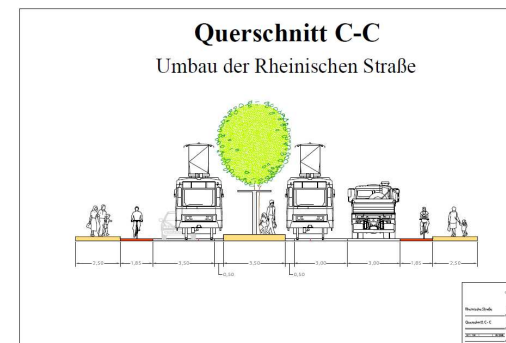 Querschnitt C-C
Umbau der Rheinischen Straße
2,50 1,85 3,50 3,50 3,00 3,00 1,85 2,50
0,50 0,50
Rheinische Straße
Querschnitt C - C